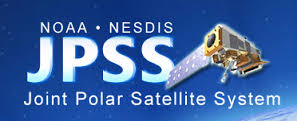 NOAA • NESDIS
JPSS
Joint Polar Satellite System